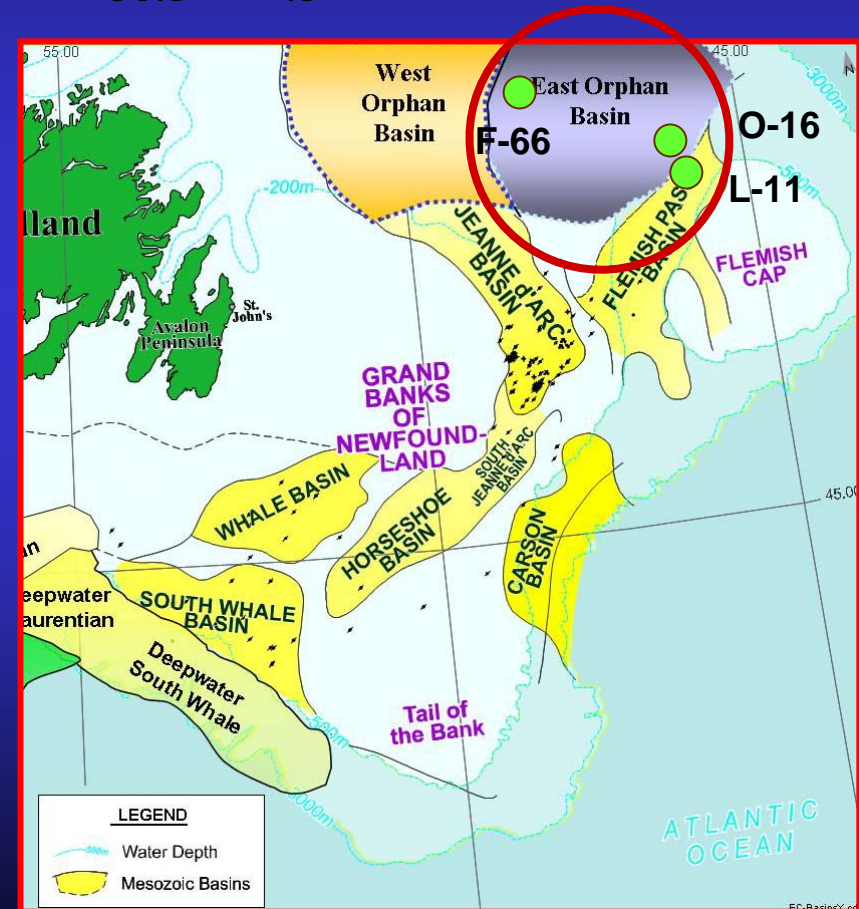 55:00
45.00
N
3000m
West
Orphan
Basin
East Orphan
Basin
F-66
O-16
L-11
-200m
-500m
lland
JEANNE d'ARC
BASIN
FLEMISH PASS
BASIN
FLEMISH
CAP
St.
John's
Avalon
Peninsula
GRAND
BANKS
OF
NEWFOUND-
LAND
SOUTH
JEANNE d'ARC
BASIN
WHALE BASIN
HORSESHOE
BASIN
CARSON
BASIN
45.00
in
eepwater
aurentian
SOUTH WHALE
BASIN
Deepwater
South Whale
Tail of
the Bank
-500m
3000m
ATLANTIC
OCEAN
LEGEND
-500m
Water Depth
Mesozoic Basins